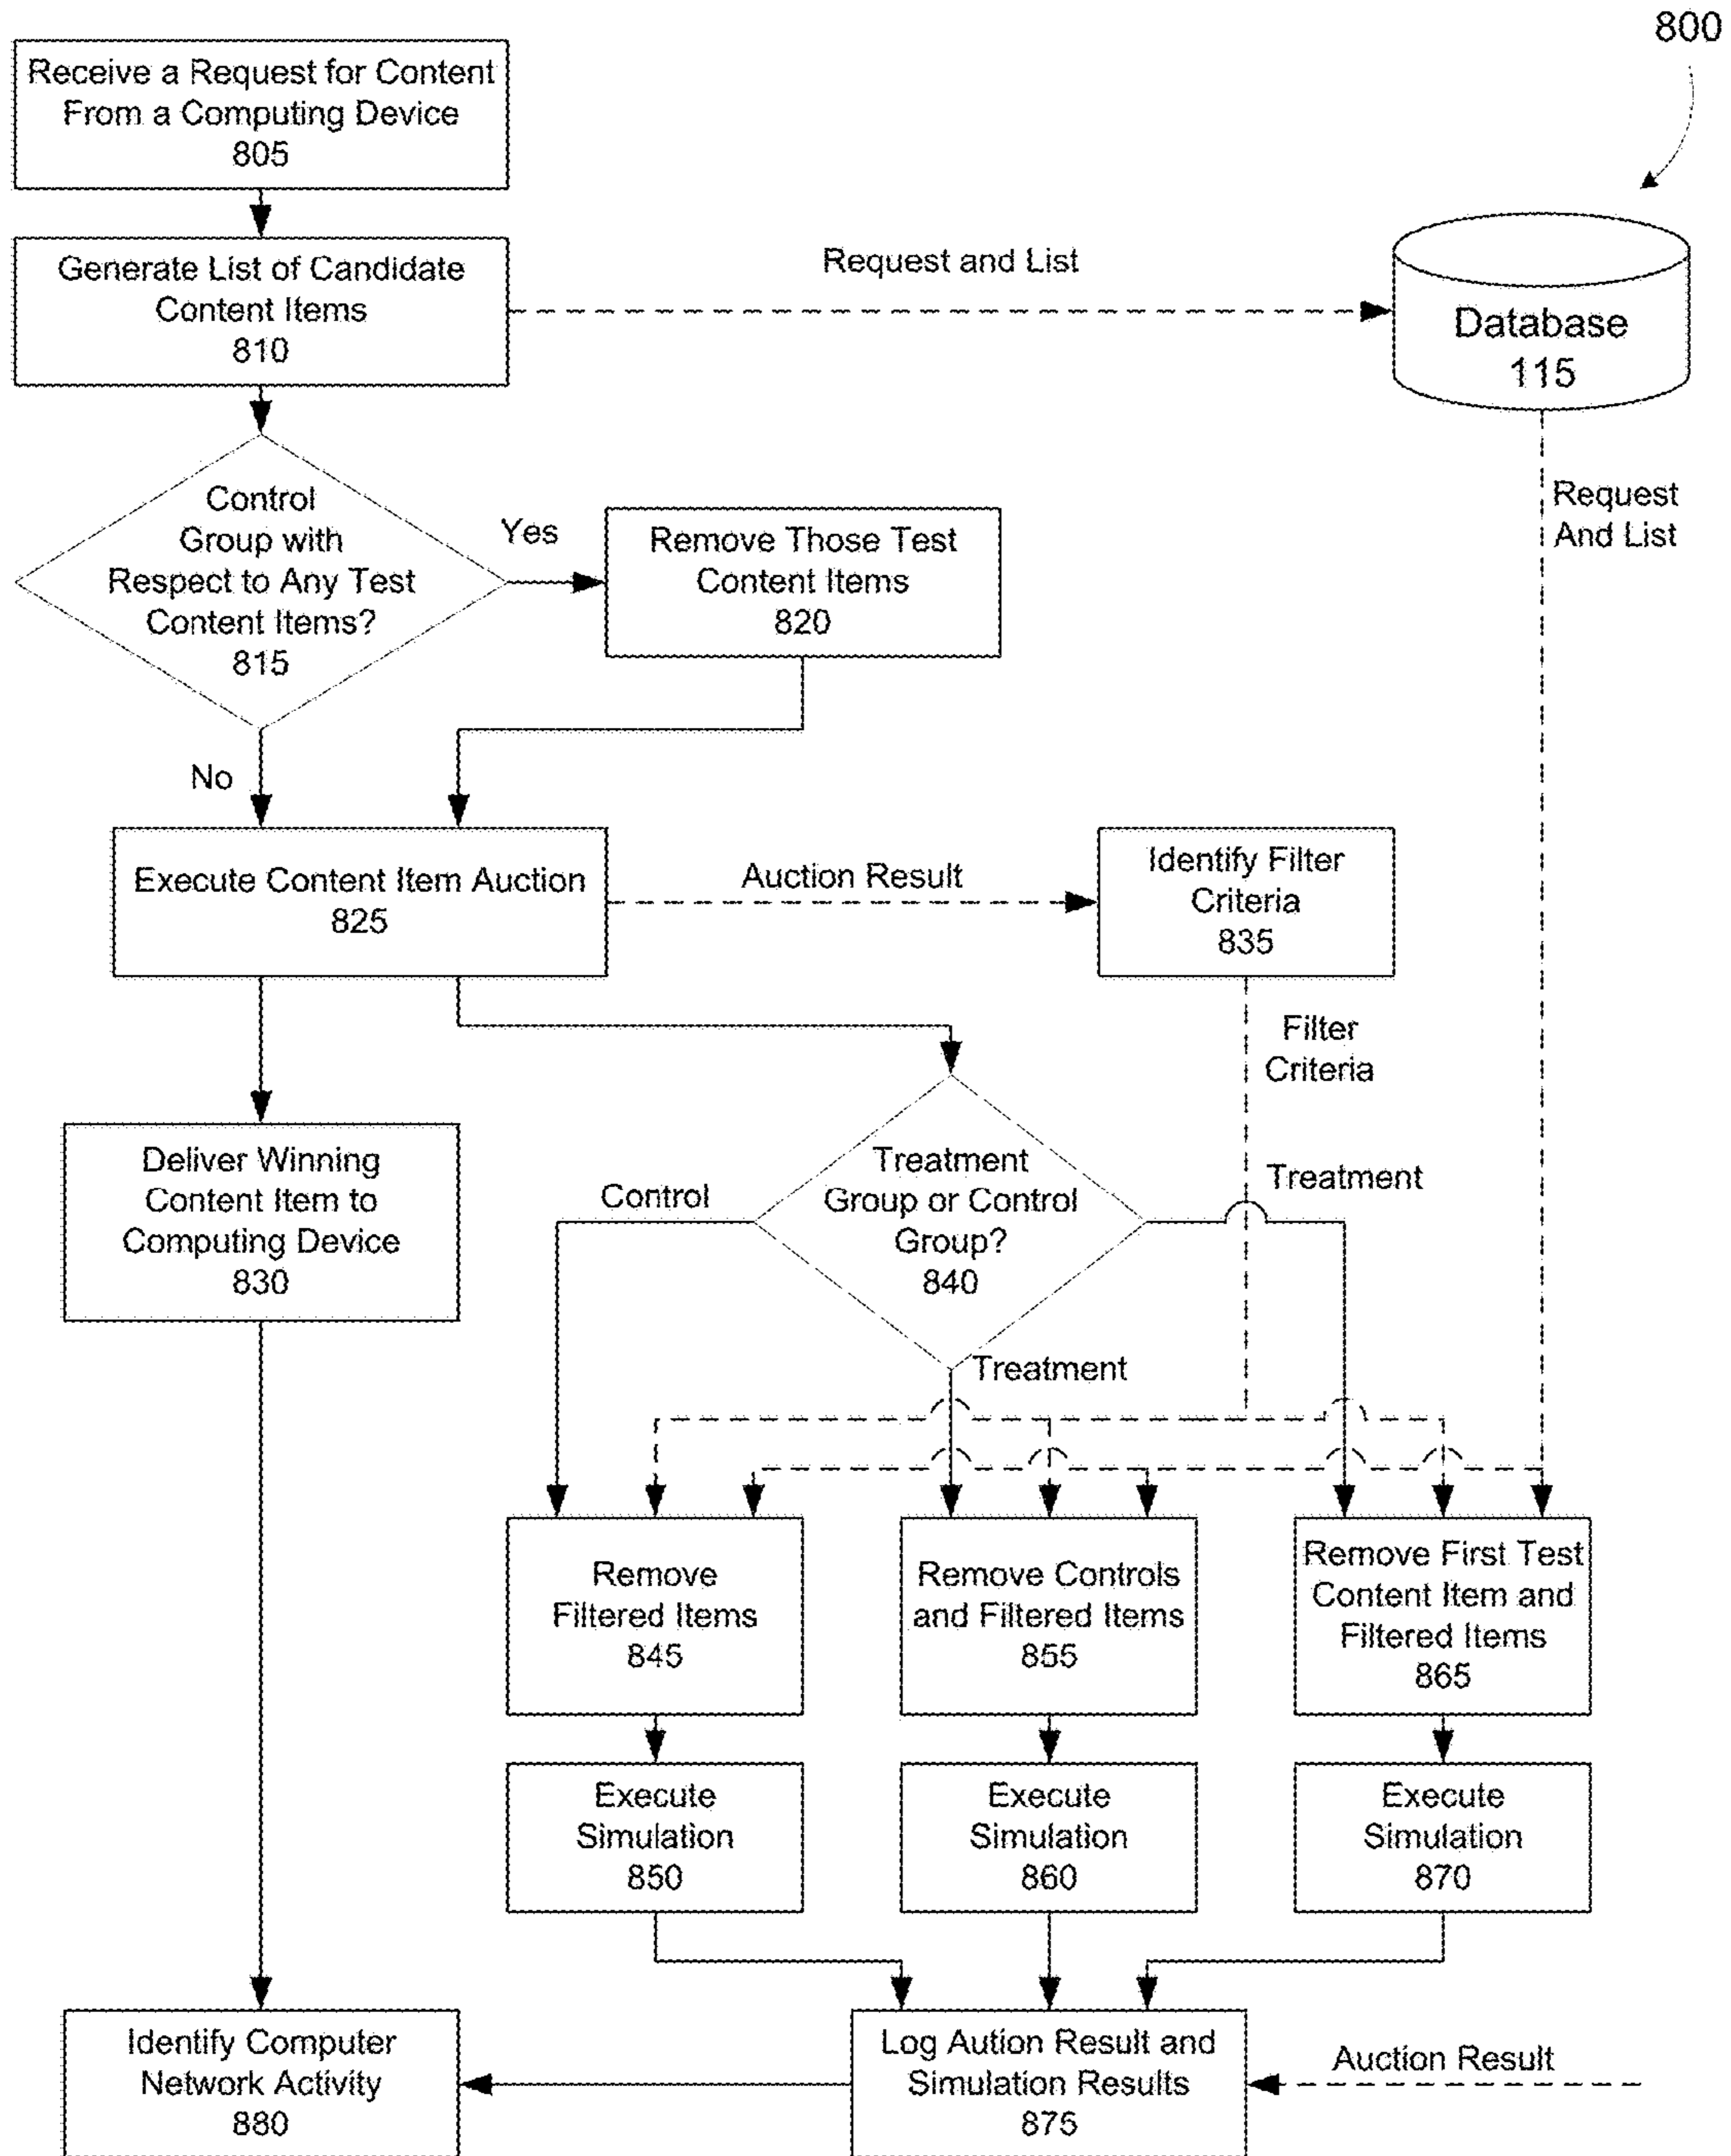 800
Receive a Request for Content
From a Computing Device
805
Generate List of Candidate
Content Items
810
Request and List
Database
115
Request
And List
Control
Group with
Respect to Any Test
Content Items?
815
Yes
Remove Those Test
Content Items
820
No
Execute Content Item Auction
825
Auction Result
Identify Filter
Criteria
835
Filter
Criteria
Deliver Winning
Content Item to
Computing Device
830
Control
Treatment
Group or Control
Group?
840
Treatment
Treatment
Remove
Filtered Items
845
Remove Controls
and Filtered Items
855
Remove First Test
Content Item and
Filtered Items
865
Execute
Simulation
850
Execute
Simulation
860
Execute
Simulation
870
Identify Computer
Network Activity
880
Log Aution Result and
Simulation Results
875
Auction Result